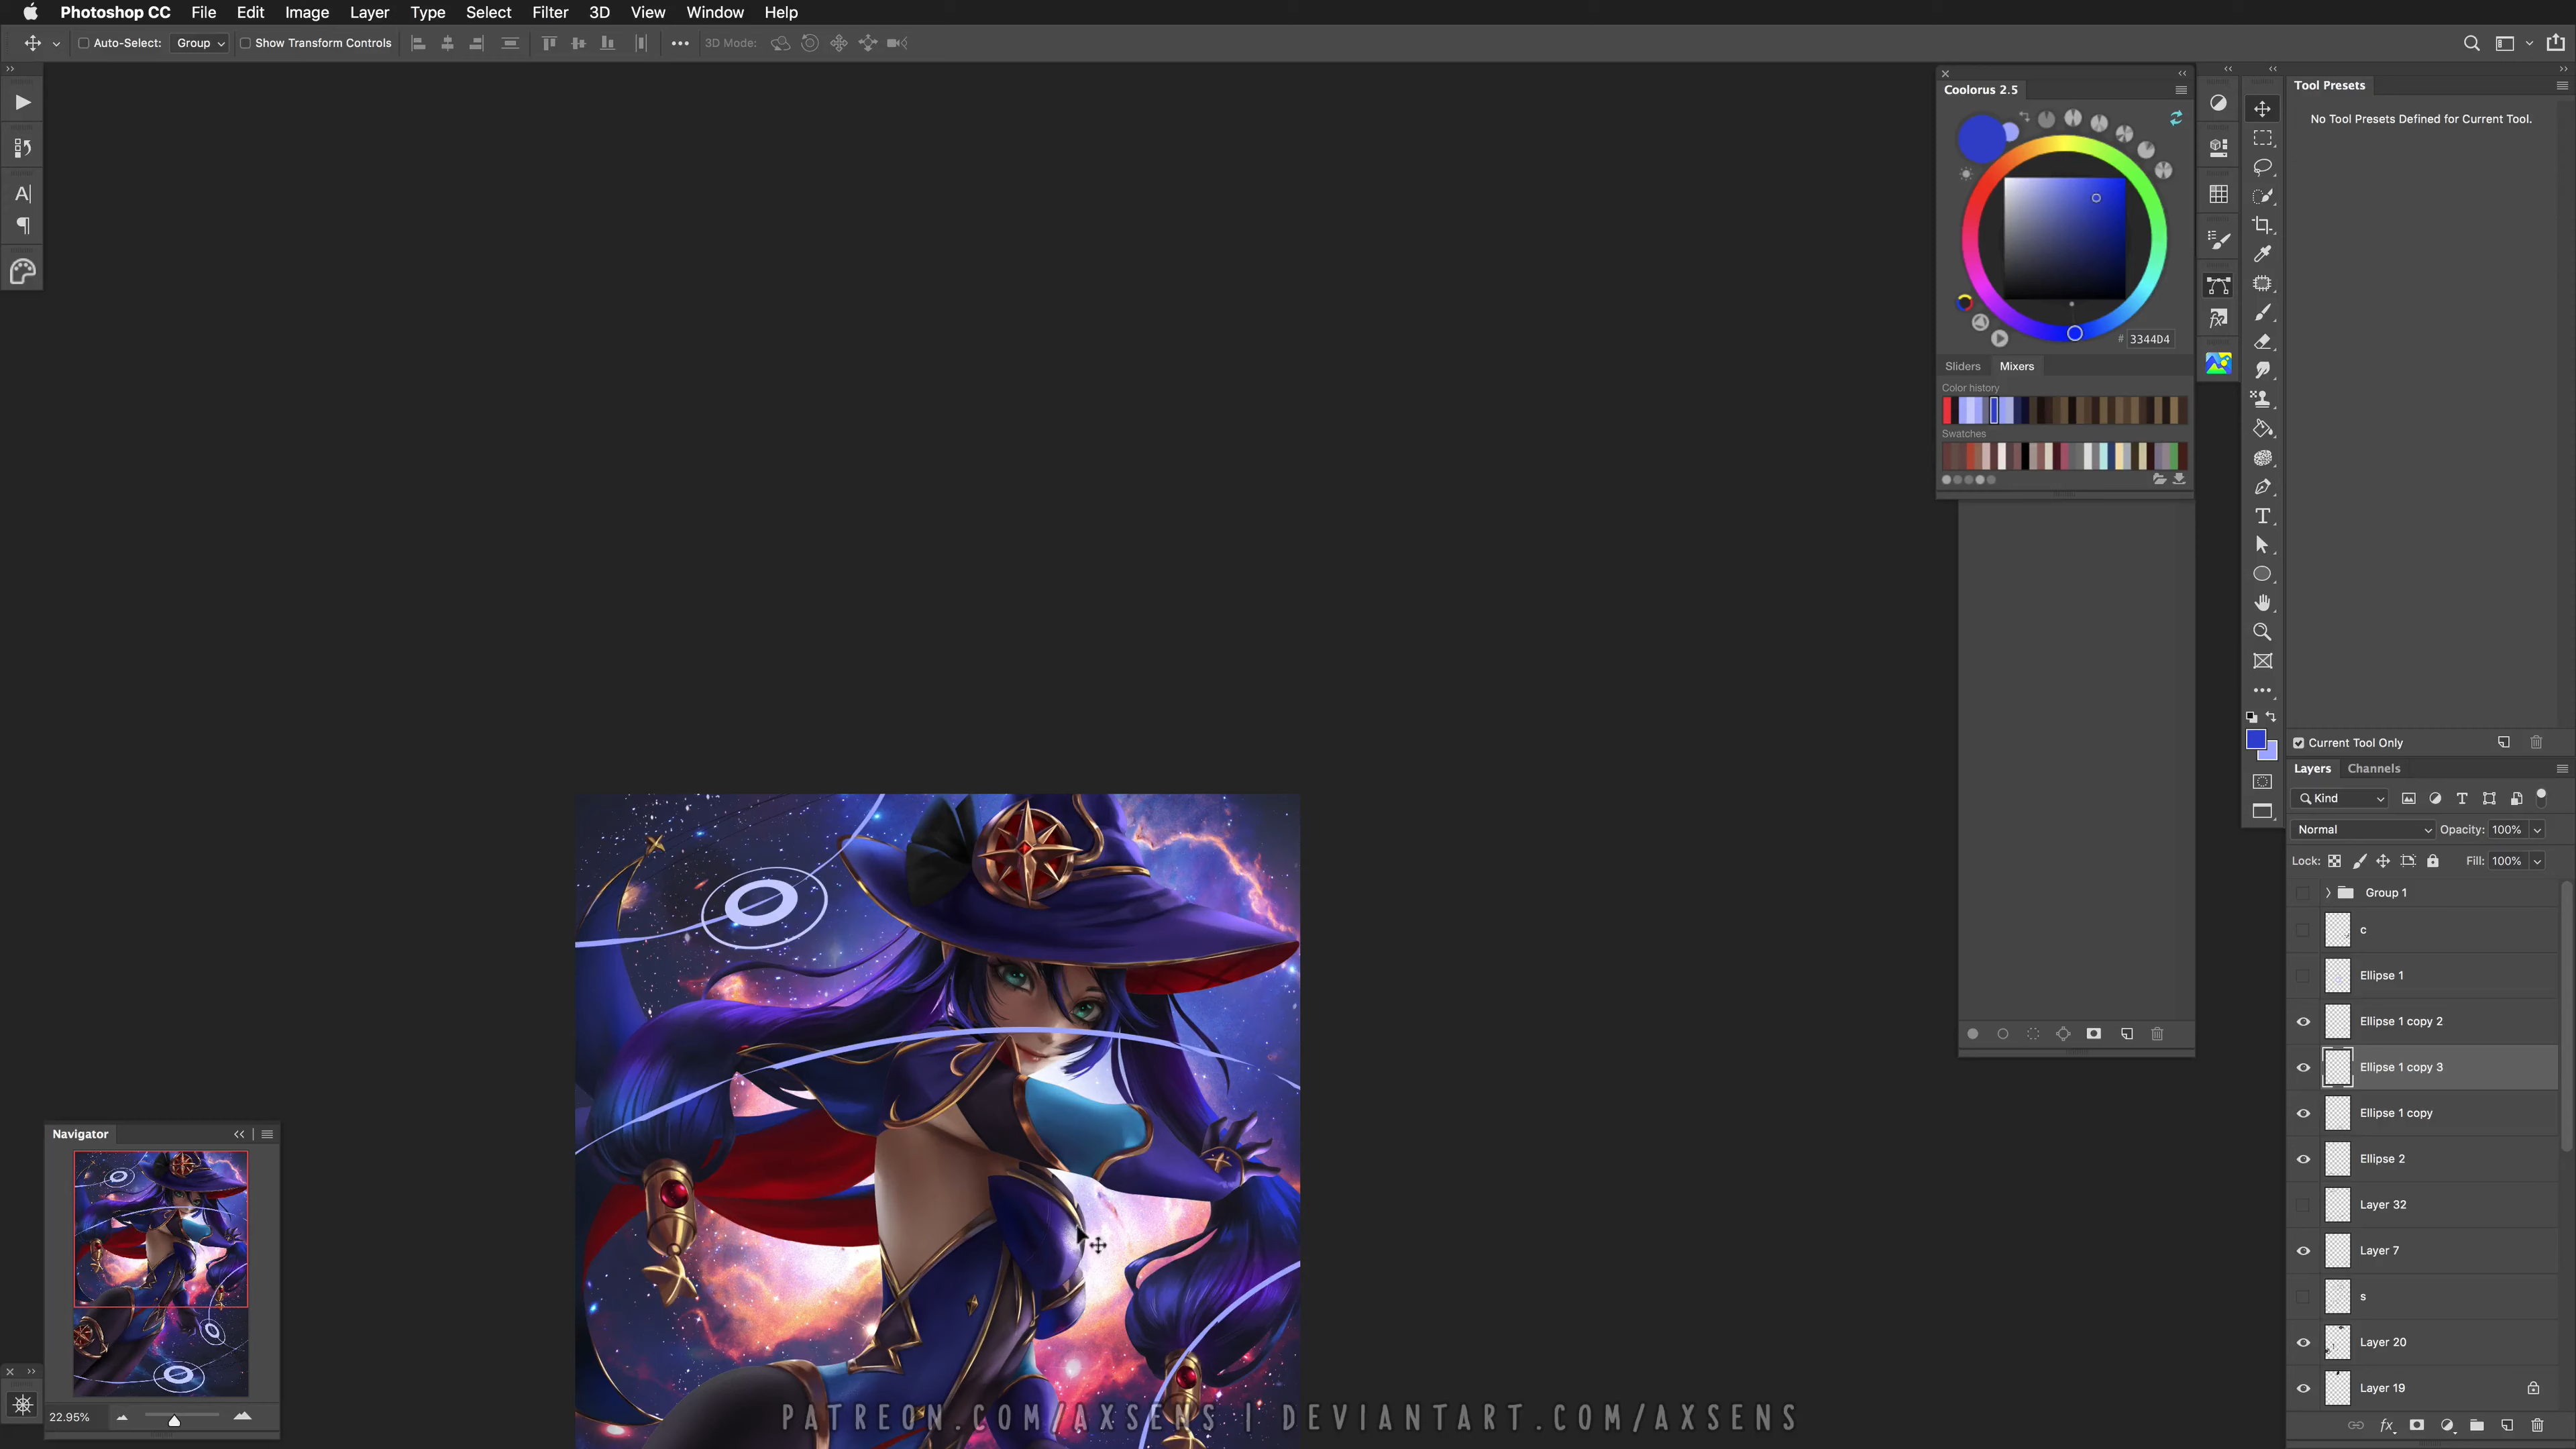 Photoshop CC File Edit Image Layer Type Select Filter 3D View Window Help
Auto-Select: Group Show Transform Controls 3D Mode:
Coolorus 2.5
# 3344D4
Sliders Mixers
Color history
Swatches
Tool Presets
No Tool Presets Defined for Current Tool.
Current Tool Only
Layers Channels
Kind
Normal Opacity: 100%
Lock: Fill: 100%
Group 1
c
Ellipse 1
Ellipse 1 copy 2
Ellipse 1 copy 3
Ellipse 1 copy
Ellipse 2
Layer 32
Layer 7
s
Layer 20
Layer 19
Navigator
22.95%
PATREON.COM/AXSENS | DEVIANTART.COM/AXSENS